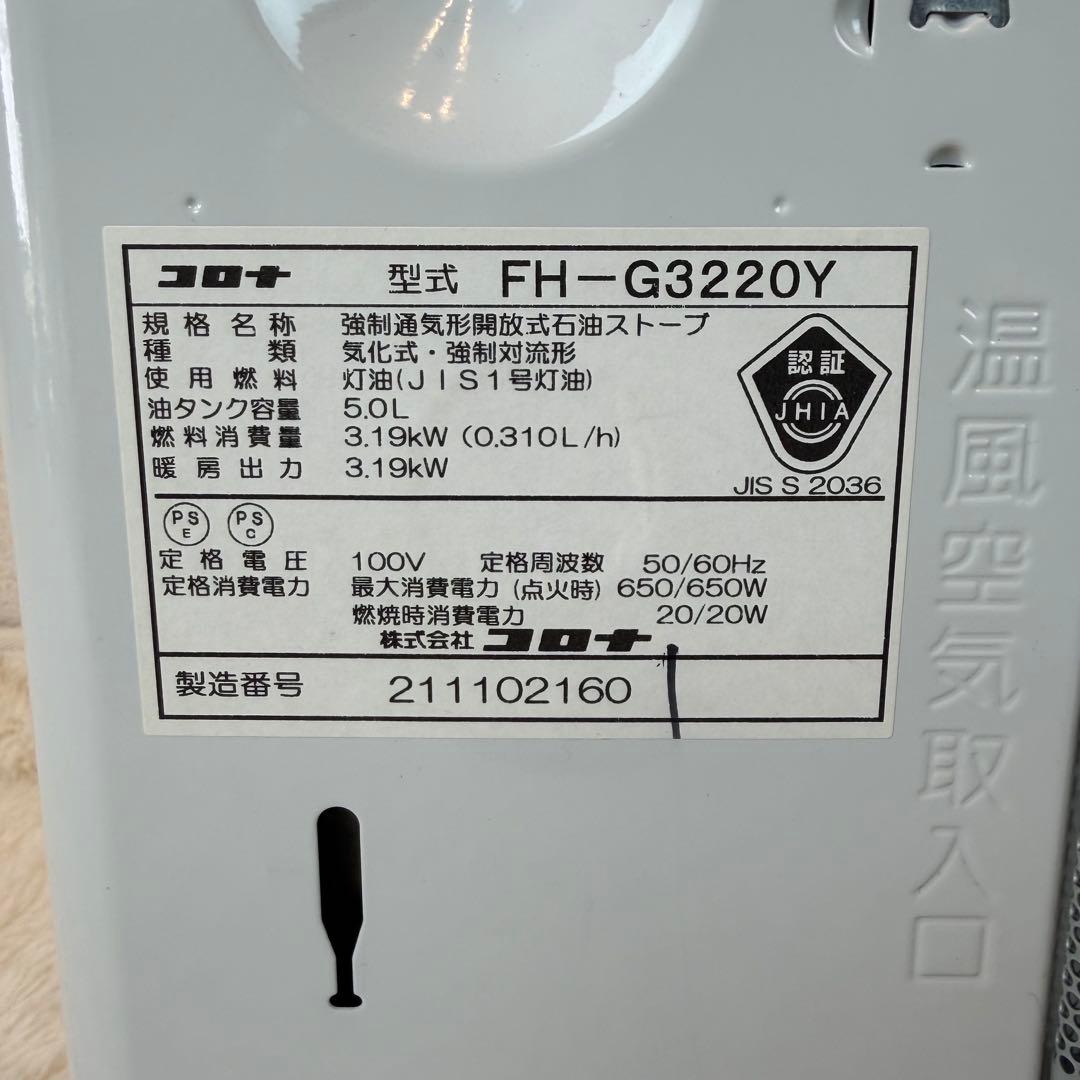 コロナ 型式 FH-G3220Y
規格名称 強制通気形開放式石油ストーブ
種類 気化式・強制対流形
使用燃料 灯油(JIS1号灯油)
油タンク容量 5.0L
燃料消費量 3.19kW (0.310L/h)
暖房出力 3.19kW
認証
JHIA
JIS S 2036
PS E PS C
定格電圧 100V 定格周波数 50/60Hz
定格消費電力 最大消費電力 (点火時) 650/650W
燃焼時消費電力 20/20W
株式会社 コロナ
製造番号 211102160
温風空気取入口